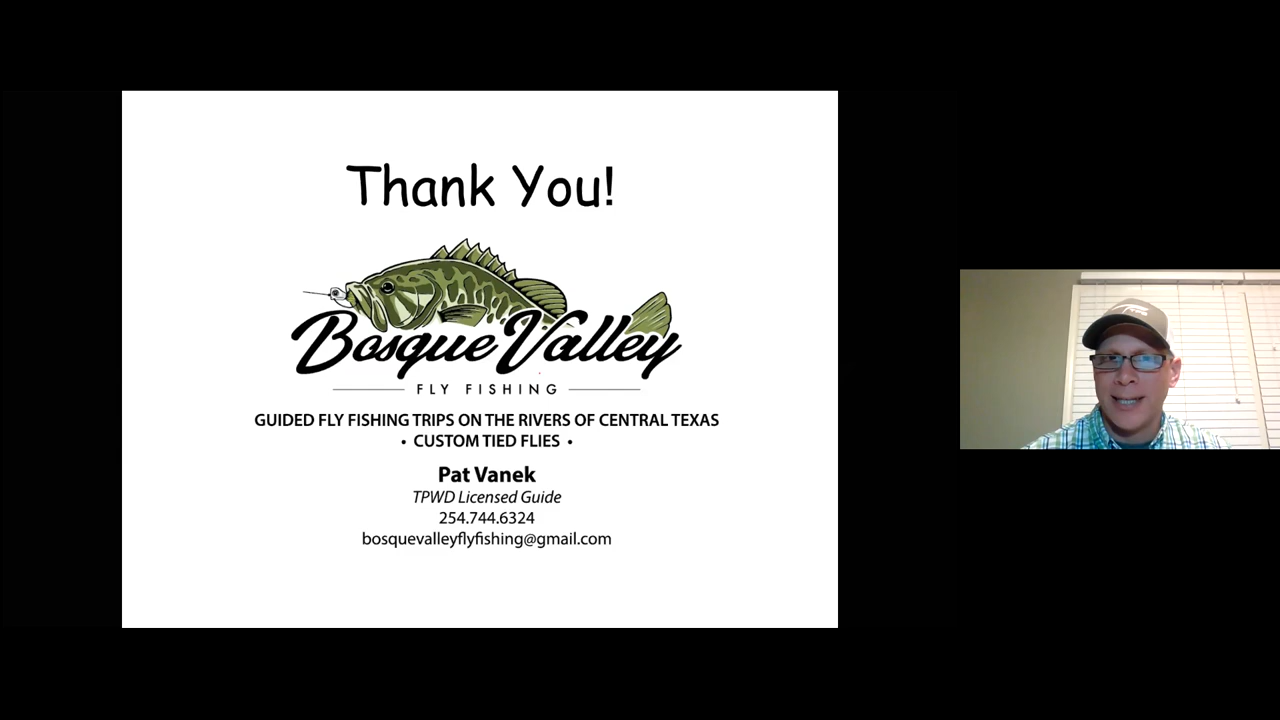 Thank You!
Bosque Valley
FLY FISHING
GUIDED FLY FISHING TRIPS ON THE RIVERS OF CENTRAL TEXAS
• CUSTOM TIED FLIES •
Pat Vanek
TPWD Licensed Guide
254.744.6324
bosquevalleyflyfishing@gmail.com